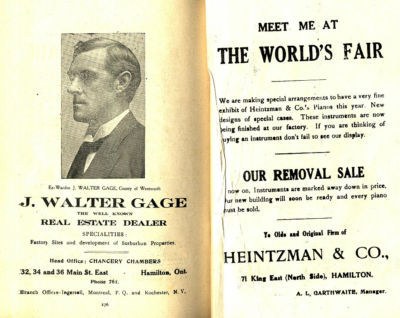 Ex-Warden J. WALTER GAGE, County of Wentworth
J. WALTER GAGE
THE WELL KNOWN
REAL ESTATE DEALER
SPECIALITIES:
Factory Sites and development of Surburban Properties.
Head Office: CHANCERY CHAMBERS
32, 34 and 36 Main St. East Hamilton, Ont.
Phone 761.
Branch Offices-Ingersoll, Montreal, P. Q. and Rochester, N. Y.
176
MEET ME AT
THE WORLD'S FAIR
We are making special arrangements to have a very fine
exhibit of Heintzman & Co.'s Pianos this year. New
designs of special cases. These instruments are now
being finished at our factory. If you are thinking of
buying an instrument don't fail to see our display.
OUR REMOVAL SALE
now on. Instruments are marked away down in price,
Our new building will soon be ready and every piano
must be sold.
Ye Olde and Original Firm of
HEINTZMAN & CO.,
71 King East (North Side), HAMILTON.
A. L. GARTHWAITE, Manager.